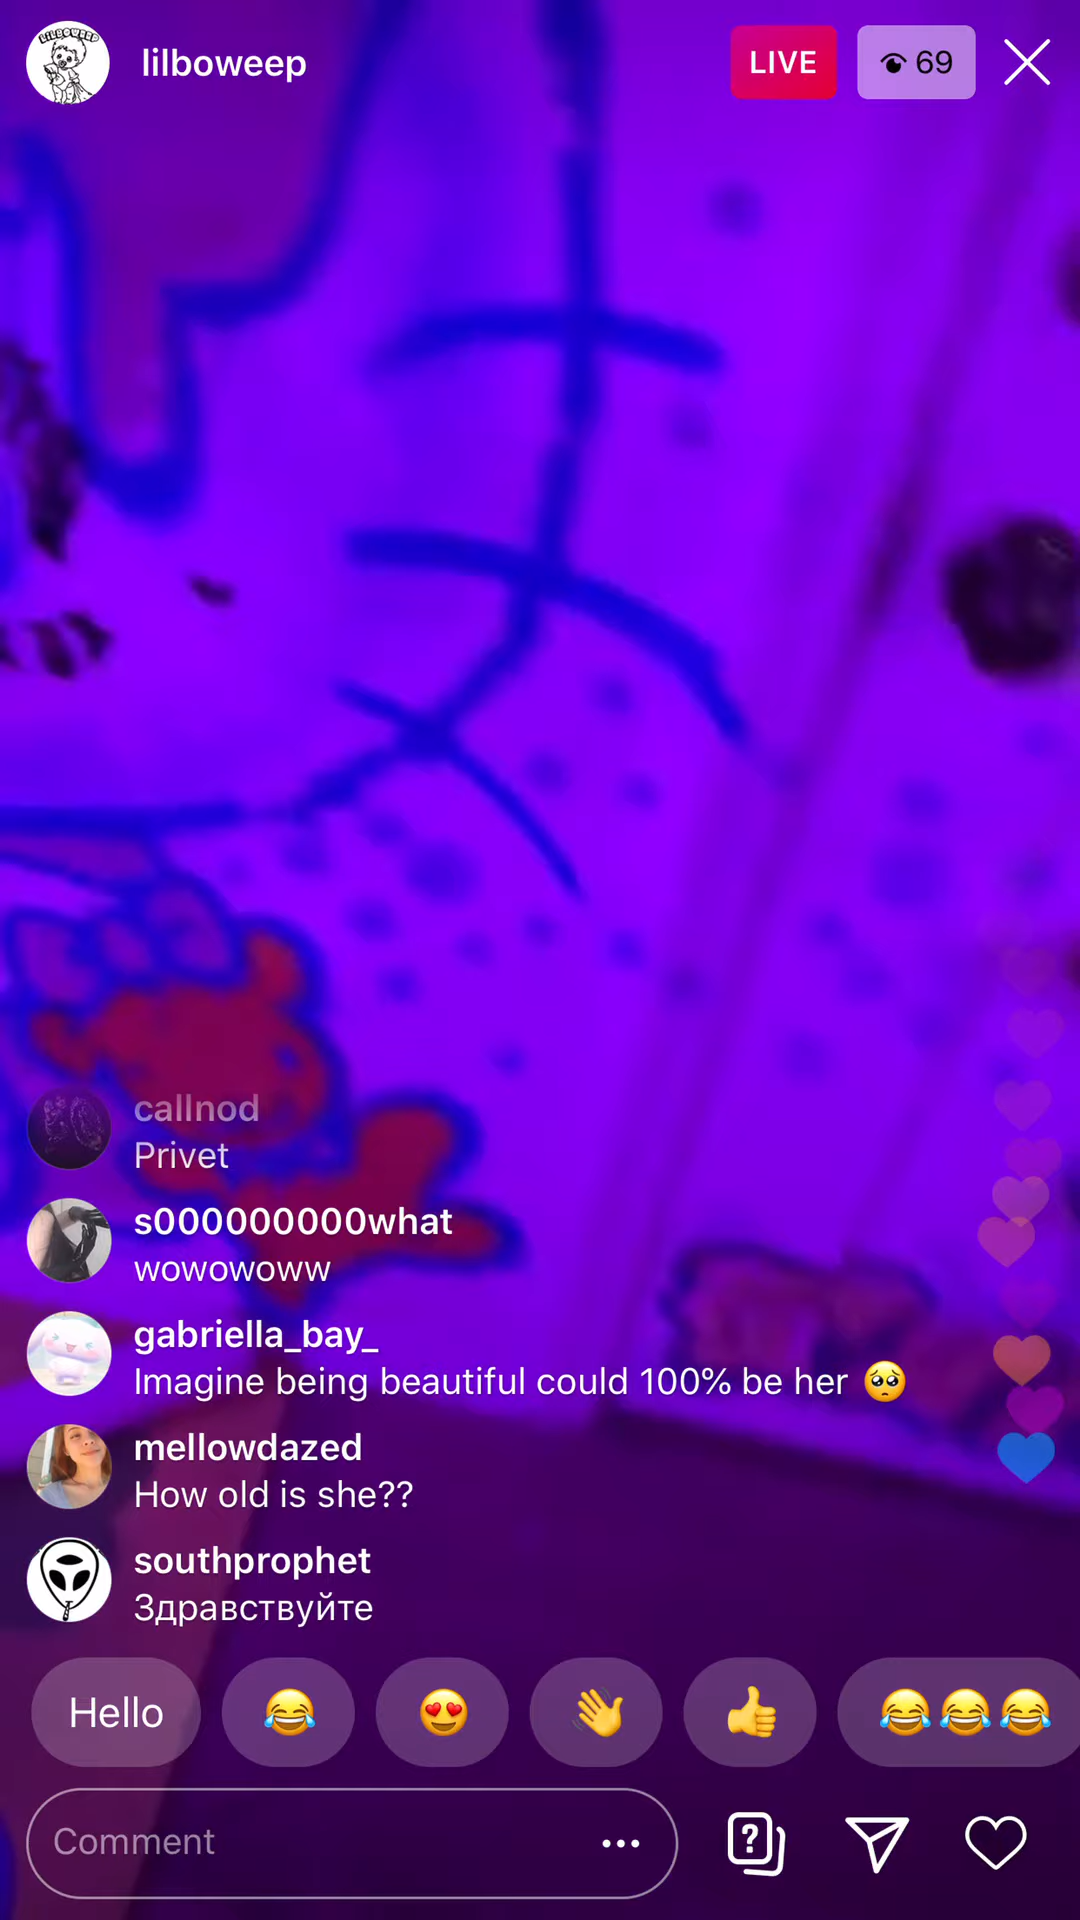 LiLBOWEEP
lilboweep
LIVE
69
callnod
Privet
s000000000what
wowowoww
gabriella_bay_
Imagine being beautiful could 100% be her 🥺
mellowdazed
How old is she??
southprophet
Здравствуйте
Hello 😂 😍 👋 👍 😂😂😂
Comment